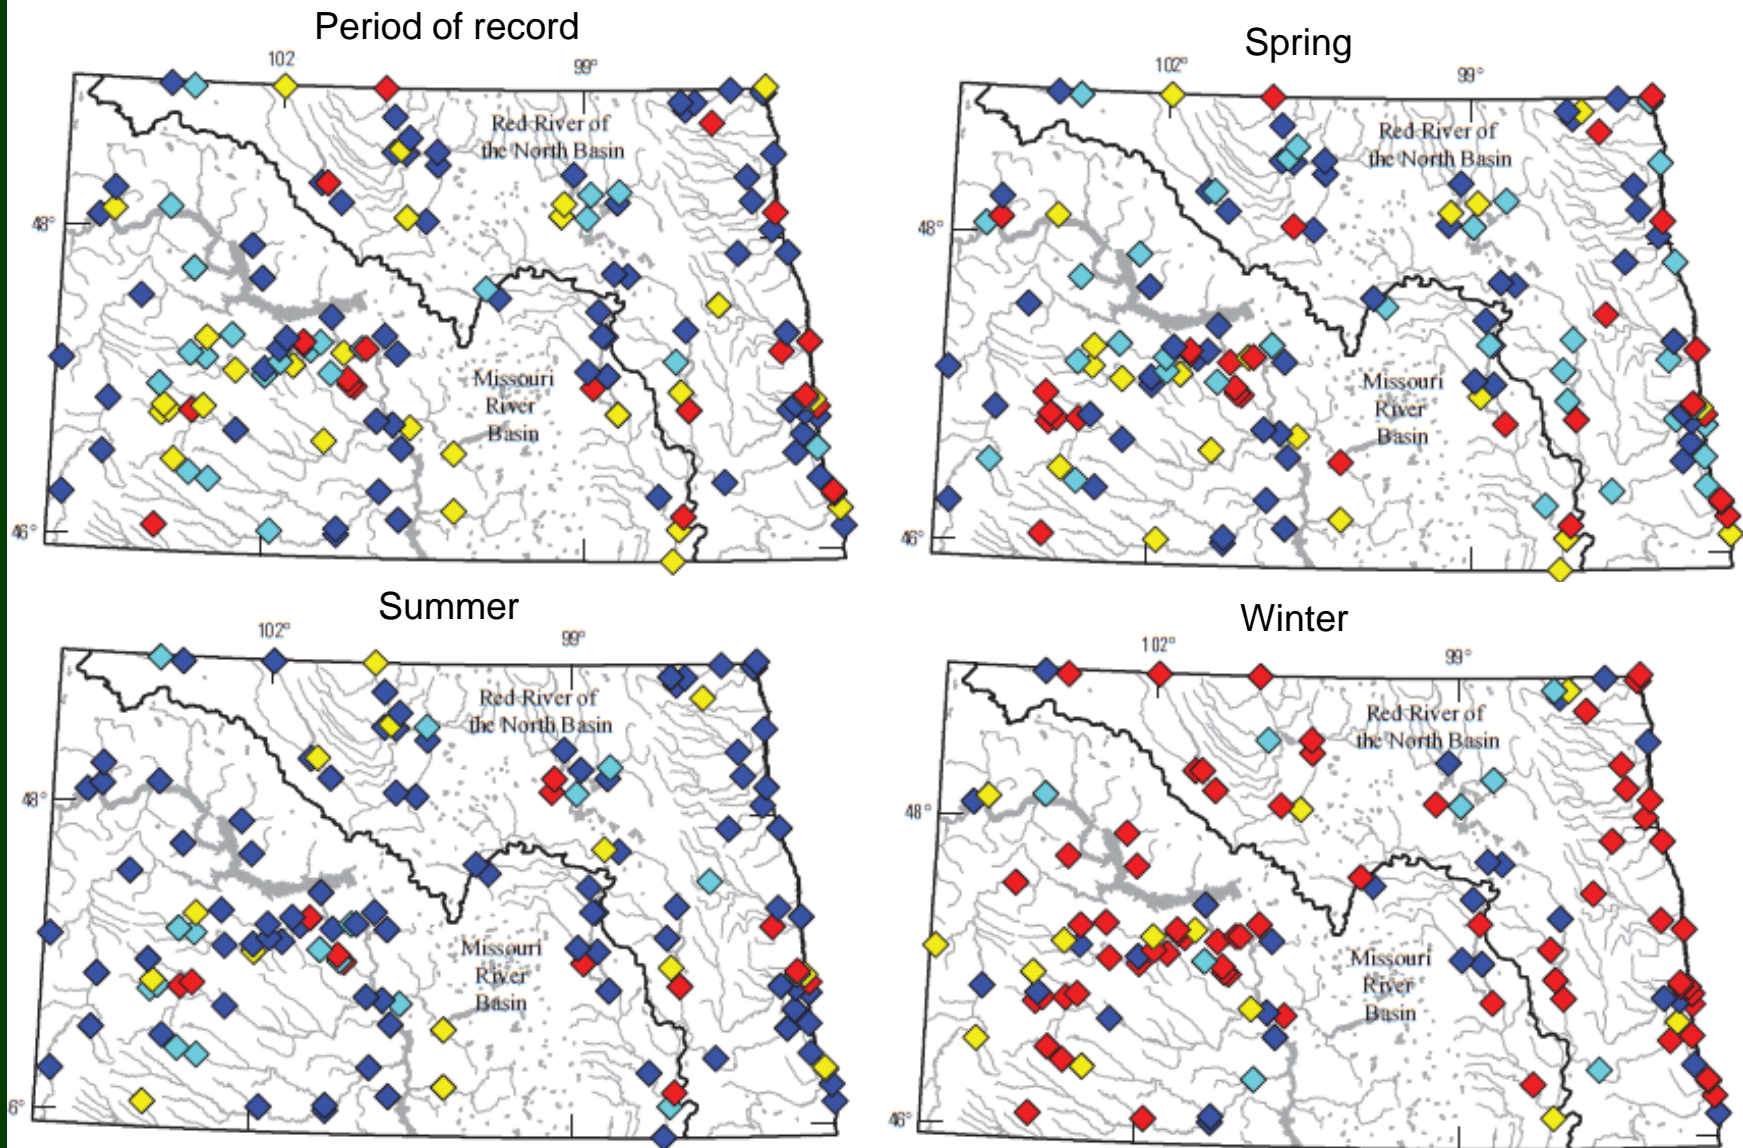 Period of record
102
99°
48°
46°
Red River of
the North Basin
Missouri
River
Basin
Spring
102°
99°
48°
46°
Red River of
the North Basin
Missouri
River
Basin
Summer
102°
99°
48°
6°
Red River of
the North Basin
Missouri
River
Basin
Winter
102°
99°
48°
46°
Red River of
the North Basin
Missouri
River
Basin